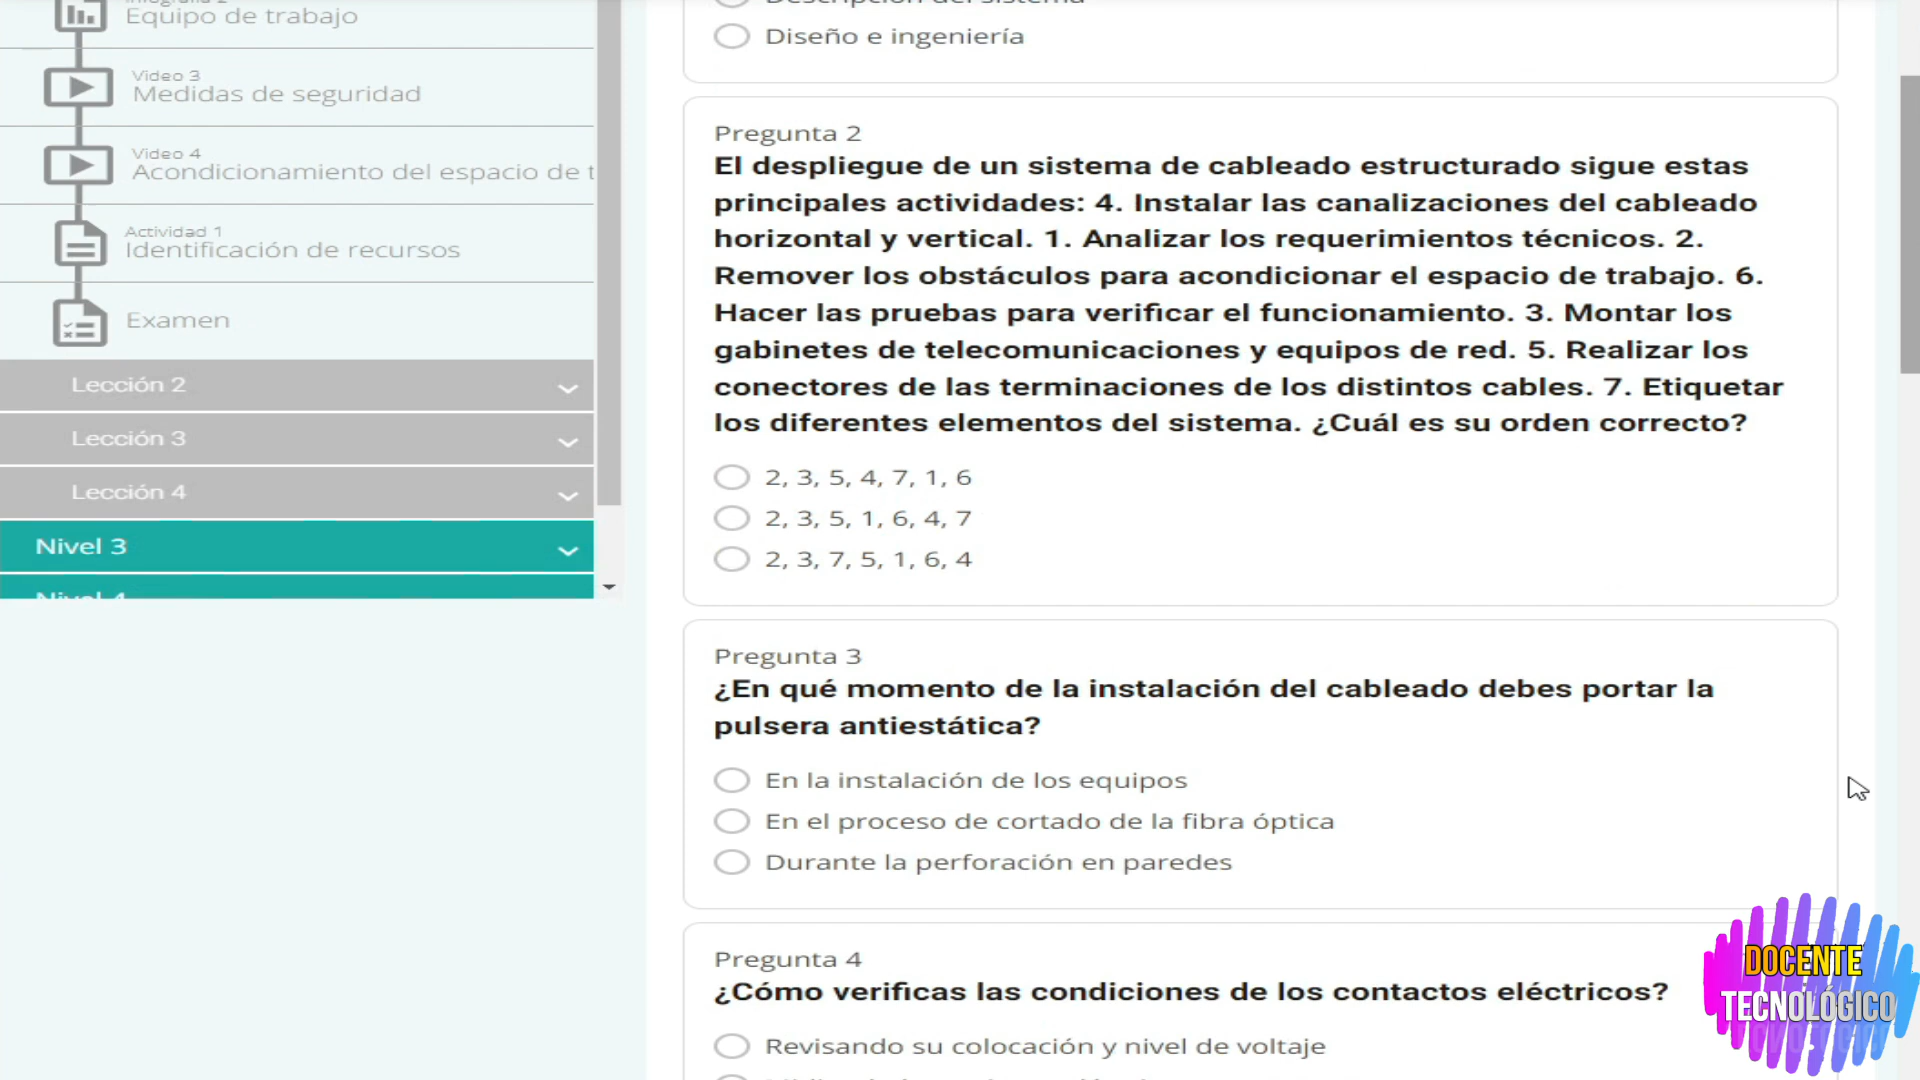 Equipo de trabajo
Video 3
Medidas de seguridad
Video 4
Acondicionamiento del espacio de t
Actividad 1
Identificación de recursos
Examen
Lección 2
Lección 3
Lección 4
Nivel 3
Nivel 4
Descripción del sistema
Diseño e ingeniería
Pregunta 2
El despliegue de un sistema de cableado estructurado sigue estas
principales actividades: 4. Instalar las canalizaciones del cableado
horizontal y vertical. 1. Analizar los requerimientos técnicos. 2.
Remover los obstáculos para acondicionar el espacio de trabajo. 6.
Hacer las pruebas para verificar el funcionamiento. 3. Montar los
gabinetes de telecomunicaciones y equipos de red. 5. Realizar los
conectores de las terminaciones de los distintos cables. 7. Etiquetar
los diferentes elementos del sistema. ¿Cuál es su orden correcto?
2, 3, 5, 4, 7, 1, 6
2, 3, 5, 1, 6, 4, 7
2, 3, 7, 5, 1, 6, 4
Pregunta 3
¿En qué momento de la instalación del cableado debes portar la
pulsera antiestática?
En la instalación de los equipos
En el proceso de cortado de la fibra óptica
Durante la perforación en paredes
Pregunta 4
¿Cómo verificas las condiciones de los contactos eléctricos?
Revisando su colocación y nivel de voltaje
DOCENTE
TECNOLÓGICO